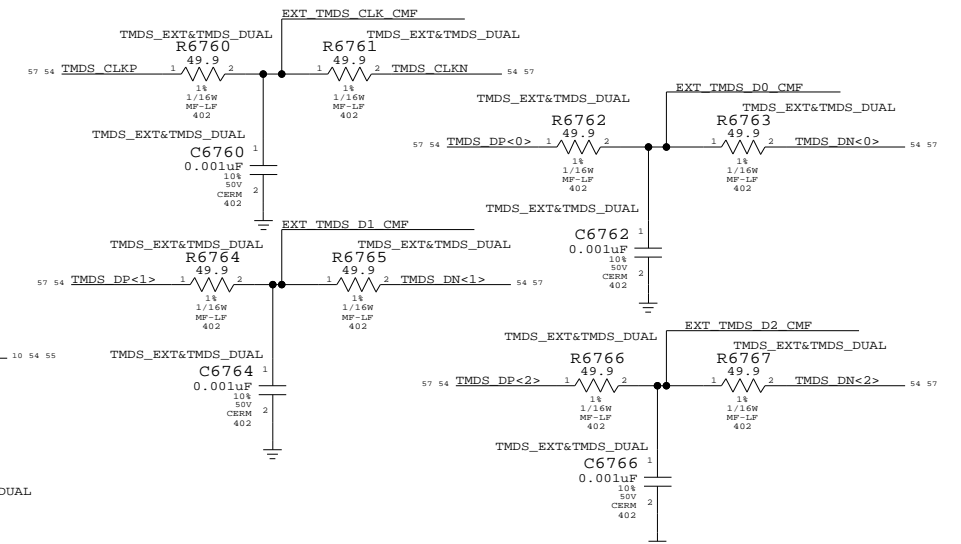 EXT_TMDS_CLK_CMF
TMDS_EXT&TMDS_DUAL
TMDS_EXT&TMDS_DUAL
R6760
R6761
49.9
49.9
57 54 TMDS_CLKP 1 2
1 2 TMDS_CLKN 54 57
1%
1/16W
MF-LF
402
1%
1/16W
MF-LF
402
TMDS_EXT&TMDS_DUAL
C6760 1
0.001uF
10%
50V
CERM
402
2
EXT_TMDS_D0_CMF
TMDS_EXT&TMDS_DUAL
TMDS_EXT&TMDS_DUAL
R6762
R6763
49.9
49.9
57 54 TMDS_DP<0> 1 2
1 2 TMDS_DN<0> 54 57
1%
1/16W
MF-LF
402
1%
1/16W
MF-LF
402
TMDS_EXT&TMDS_DUAL
C6762 1
0.001uF
10%
50V
CERM
402
2
EXT_TMDS_D1_CMF
TMDS_EXT&TMDS_DUAL
TMDS_EXT&TMDS_DUAL
R6764
R6765
49.9
49.9
57 54 TMDS_DP<1> 1 2
1 2 TMDS_DN<1> 54 57
1%
1/16W
MF-LF
402
1%
1/16W
MF-LF
402
10 54 55
TMDS_EXT&TMDS_DUAL
C6764 1
0.001uF
10%
50V
CERM
402
2
EXT_TMDS_D2_CMF
TMDS_EXT&TMDS_DUAL
TMDS_EXT&TMDS_DUAL
R6766
R6767
49.9
49.9
57 54 TMDS_DP<2> 1 2
1 2 TMDS_DN<2> 54 57
1%
1/16W
MF-LF
402
1%
1/16W
MF-LF
402
TMDS_EXT&TMDS_DUAL
C6766 1
0.001uF
10%
50V
CERM
402
2
DUAL